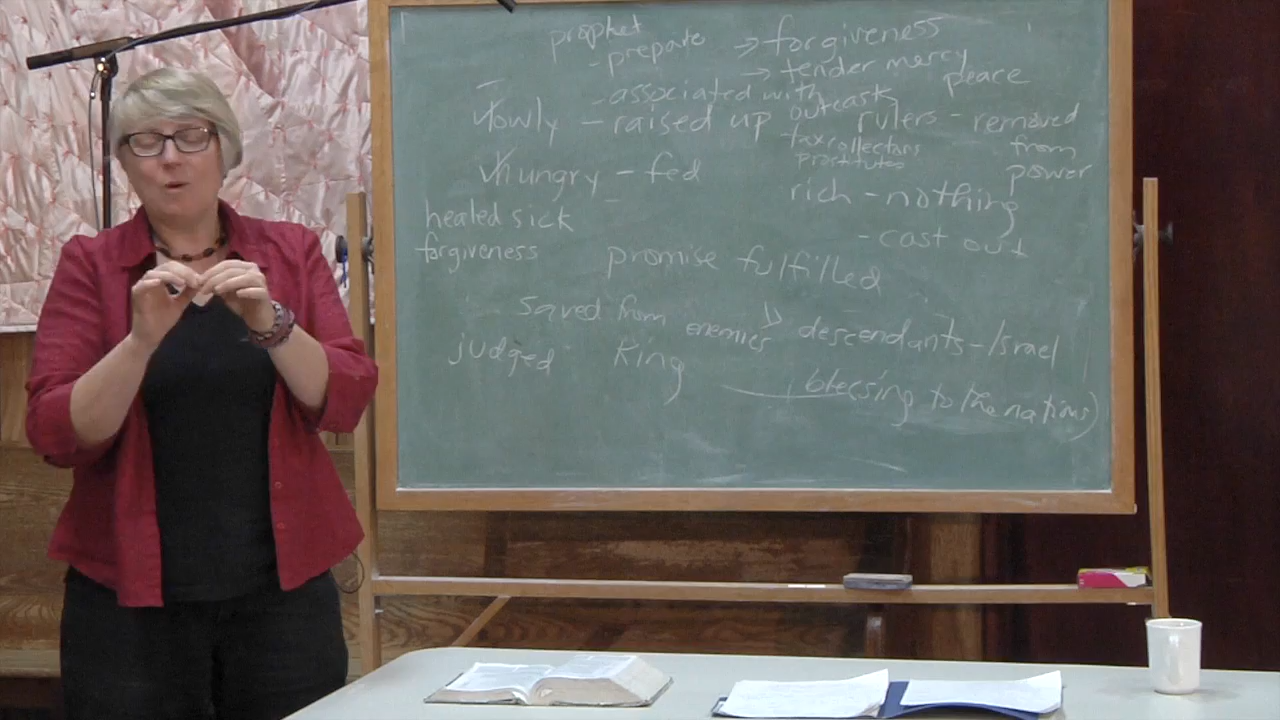 prophet
- prepare → forgiveness
→ tender mercy
peace
- associated with outcasts
tax collectors
prostitutes
lowly - raised up
rulers - removed from power
hungry - fed
rich - nothing
- cast out
healed sick
forgiveness
promise fulfilled
saved from enemies
descendants - Israel
judged King
blessing to the nations)